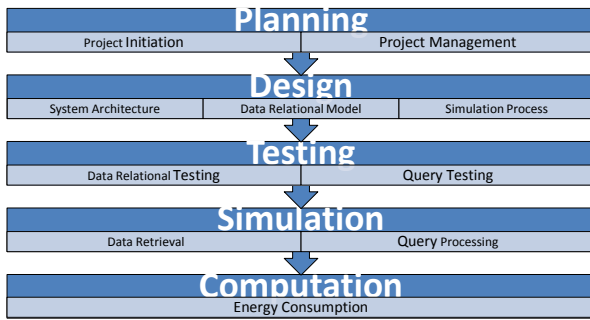 Planning
Project Initiation Project Management
Design
System Architecture Data Relational Model Simulation Process
Testing
Data Relational Testing Query Testing
Simulation
Data Retrieval Query Processing
Computation
Energy Consumption